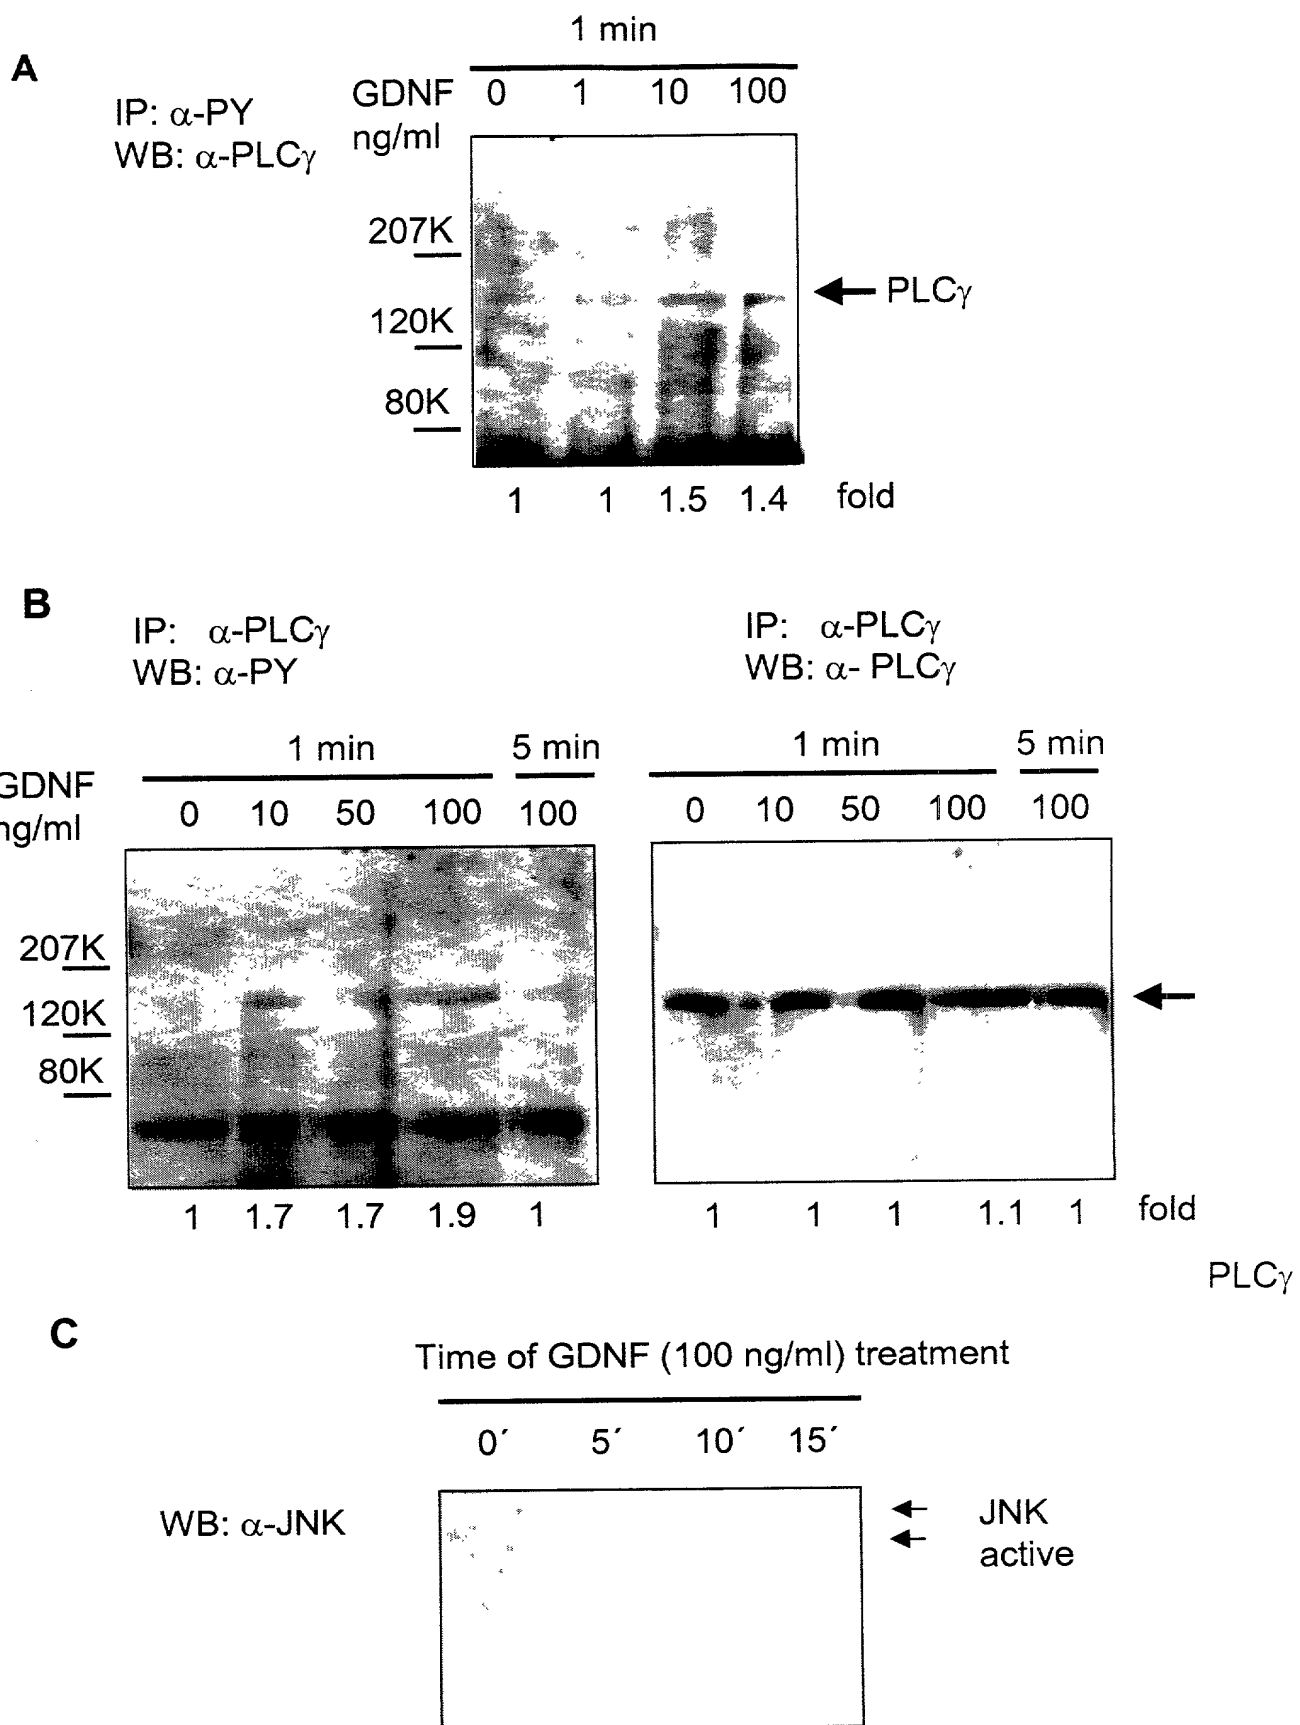 A
1 min
IP: α-PY
WB: α-PLCγ
GDNF 0 1 10 100
ng/ml
207K
120K
80K
PLCγ
1 1 1.5 1.4 fold
B
IP: α-PLCγ
WB: α-PY
IP: α-PLCγ
WB: α- PLCγ
1 min 5 min
1 min 5 min
GDNF
ng/ml
0 10 50 100 100
0 10 50 100 100
207K
120K
80K
1 1.7 1.7 1.9 1
1 1 1 1.1 1 fold
PLCγ
C
Time of GDNF (100 ng/ml) treatment
0´ 5´ 10´ 15´
WB: α-JNK
JNK
active